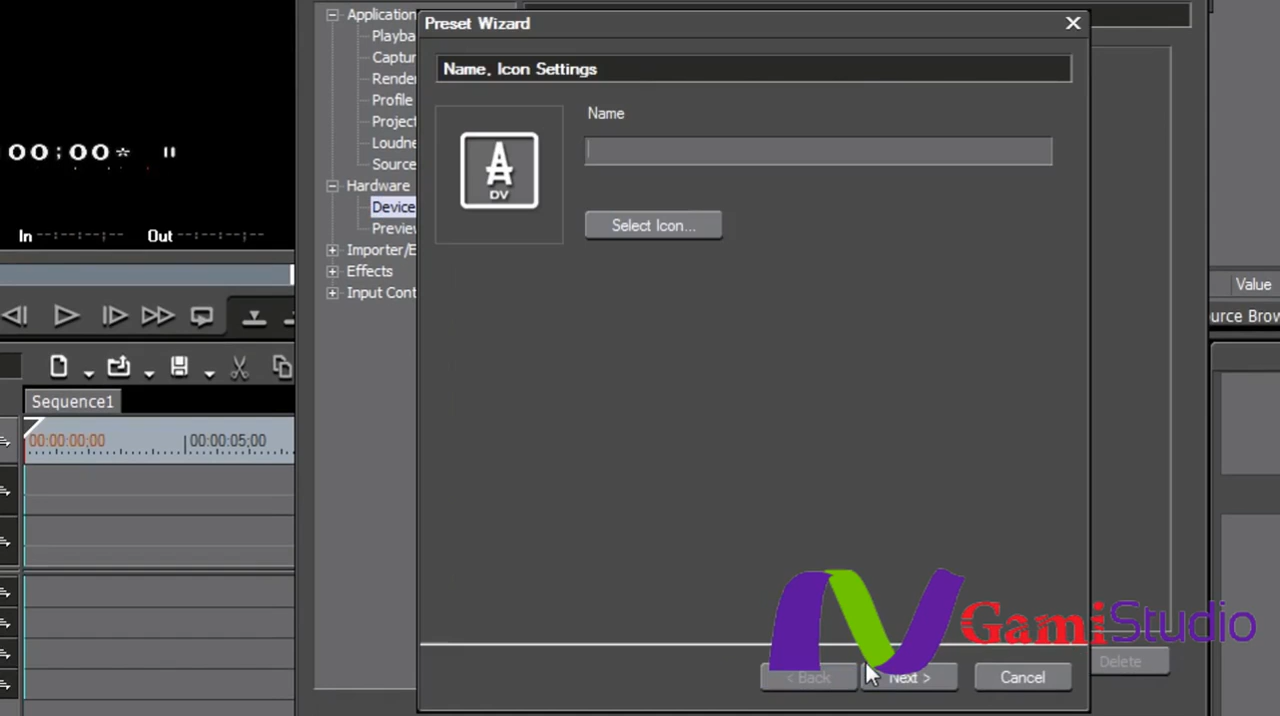 Preset Wizard
Name, Icon Settings
Name
DV
Select Icon...
Application
Playba
Captur
Rende
Profile
Project
Loudne
Source
Hardware
Device
Preview
Importer/E
Effects
Input Cont
00:00*
In --:--:--:-- Out --:--:--:--
Sequence1
00:00:00;00
00:00:05;00
Value
urce Brow
GamiStudio
< Back
Next >
Cancel
Delete